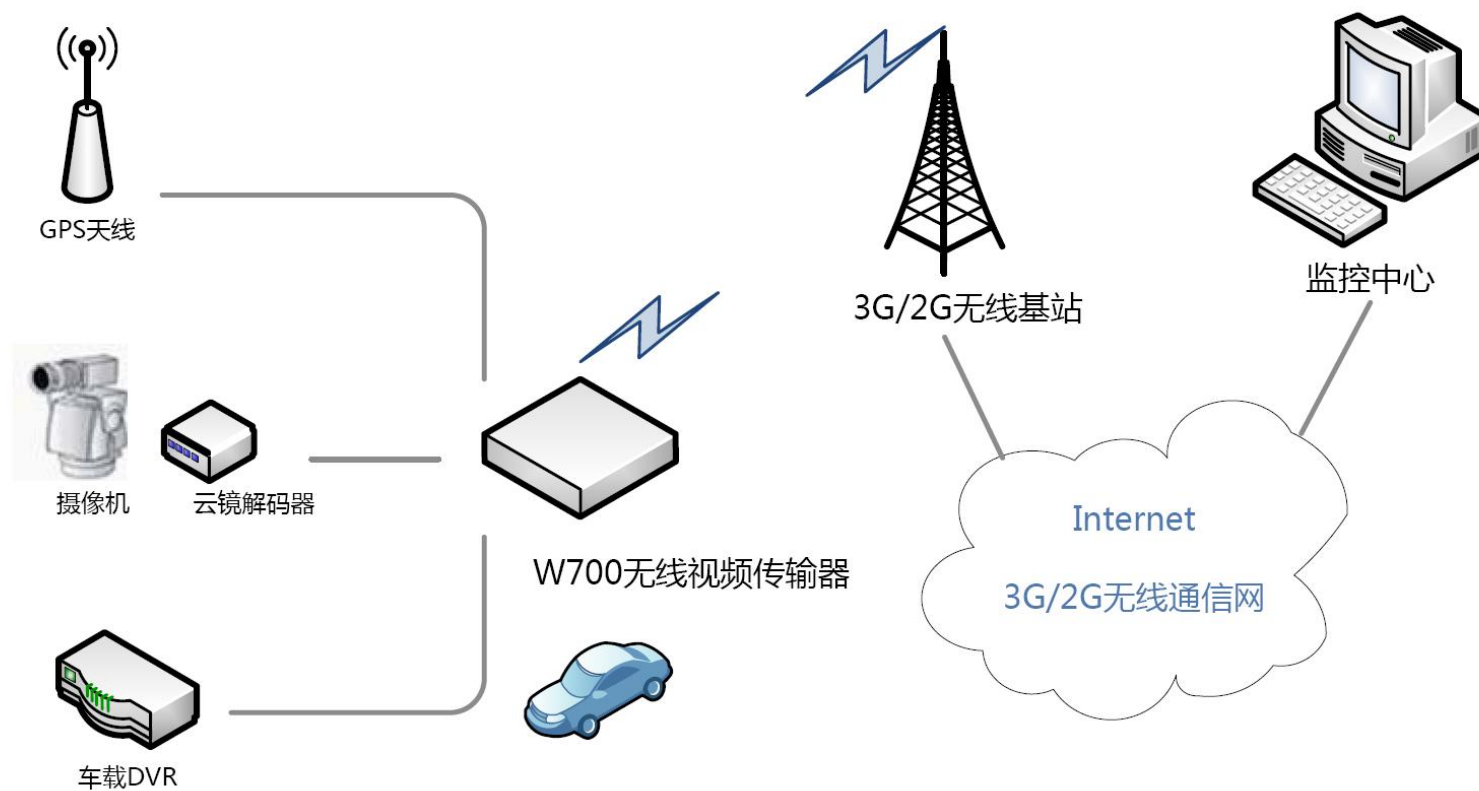 GPS天线
3G/2G无线基站
监控中心
摄像机
云镜解码器
W700无线视频传输器
Internet
3G/2G无线通信网
车载DVR